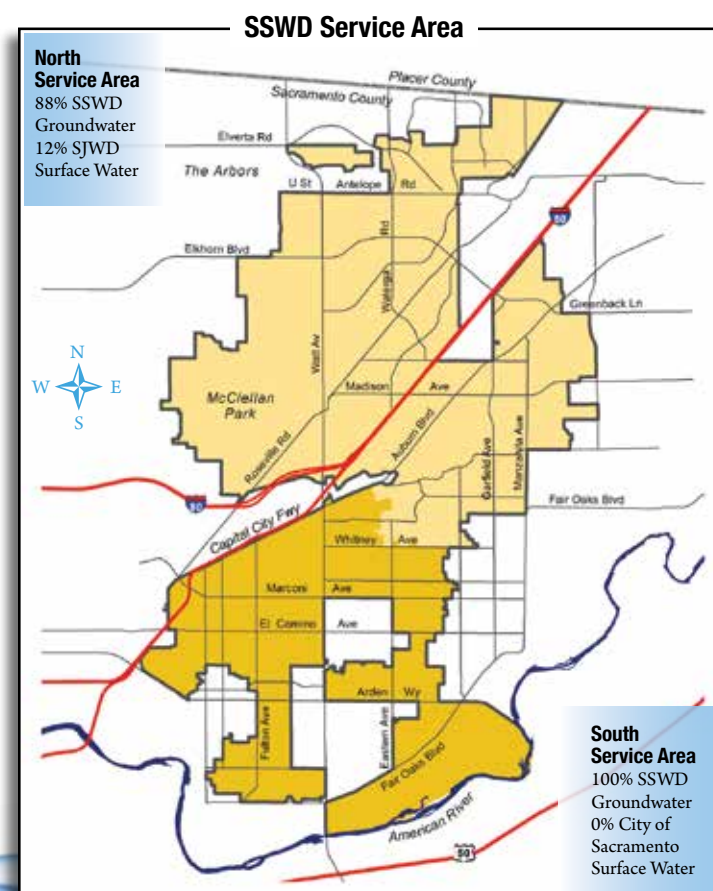 SSWD Service Area
North
Service Area
88% SSWD
Groundwater
12% SJWD
Surface Water
Placer County
Sacramento County
Elverta Rd
The Arbors
U St
Antelope Rd.
Elkhorn Blvd
Watt Av
Rd
80
Greenback Ln
N
W E
S
McClellan
Park
Madison Ave
Roseville Rd
Auburn Blvd
Garfield Ave
Manzanita Ave
80
Capital City Fwy
Fair Oaks Blvd
Whitney Ave
Marconi Ave
El Camino Ave
Arden Wy
Fulton Ave
Eastern Ave
Fair Oaks Blvd
American River
50
South
Service Area
100% SSWD
Groundwater
0% City of
Sacramento
Surface Water